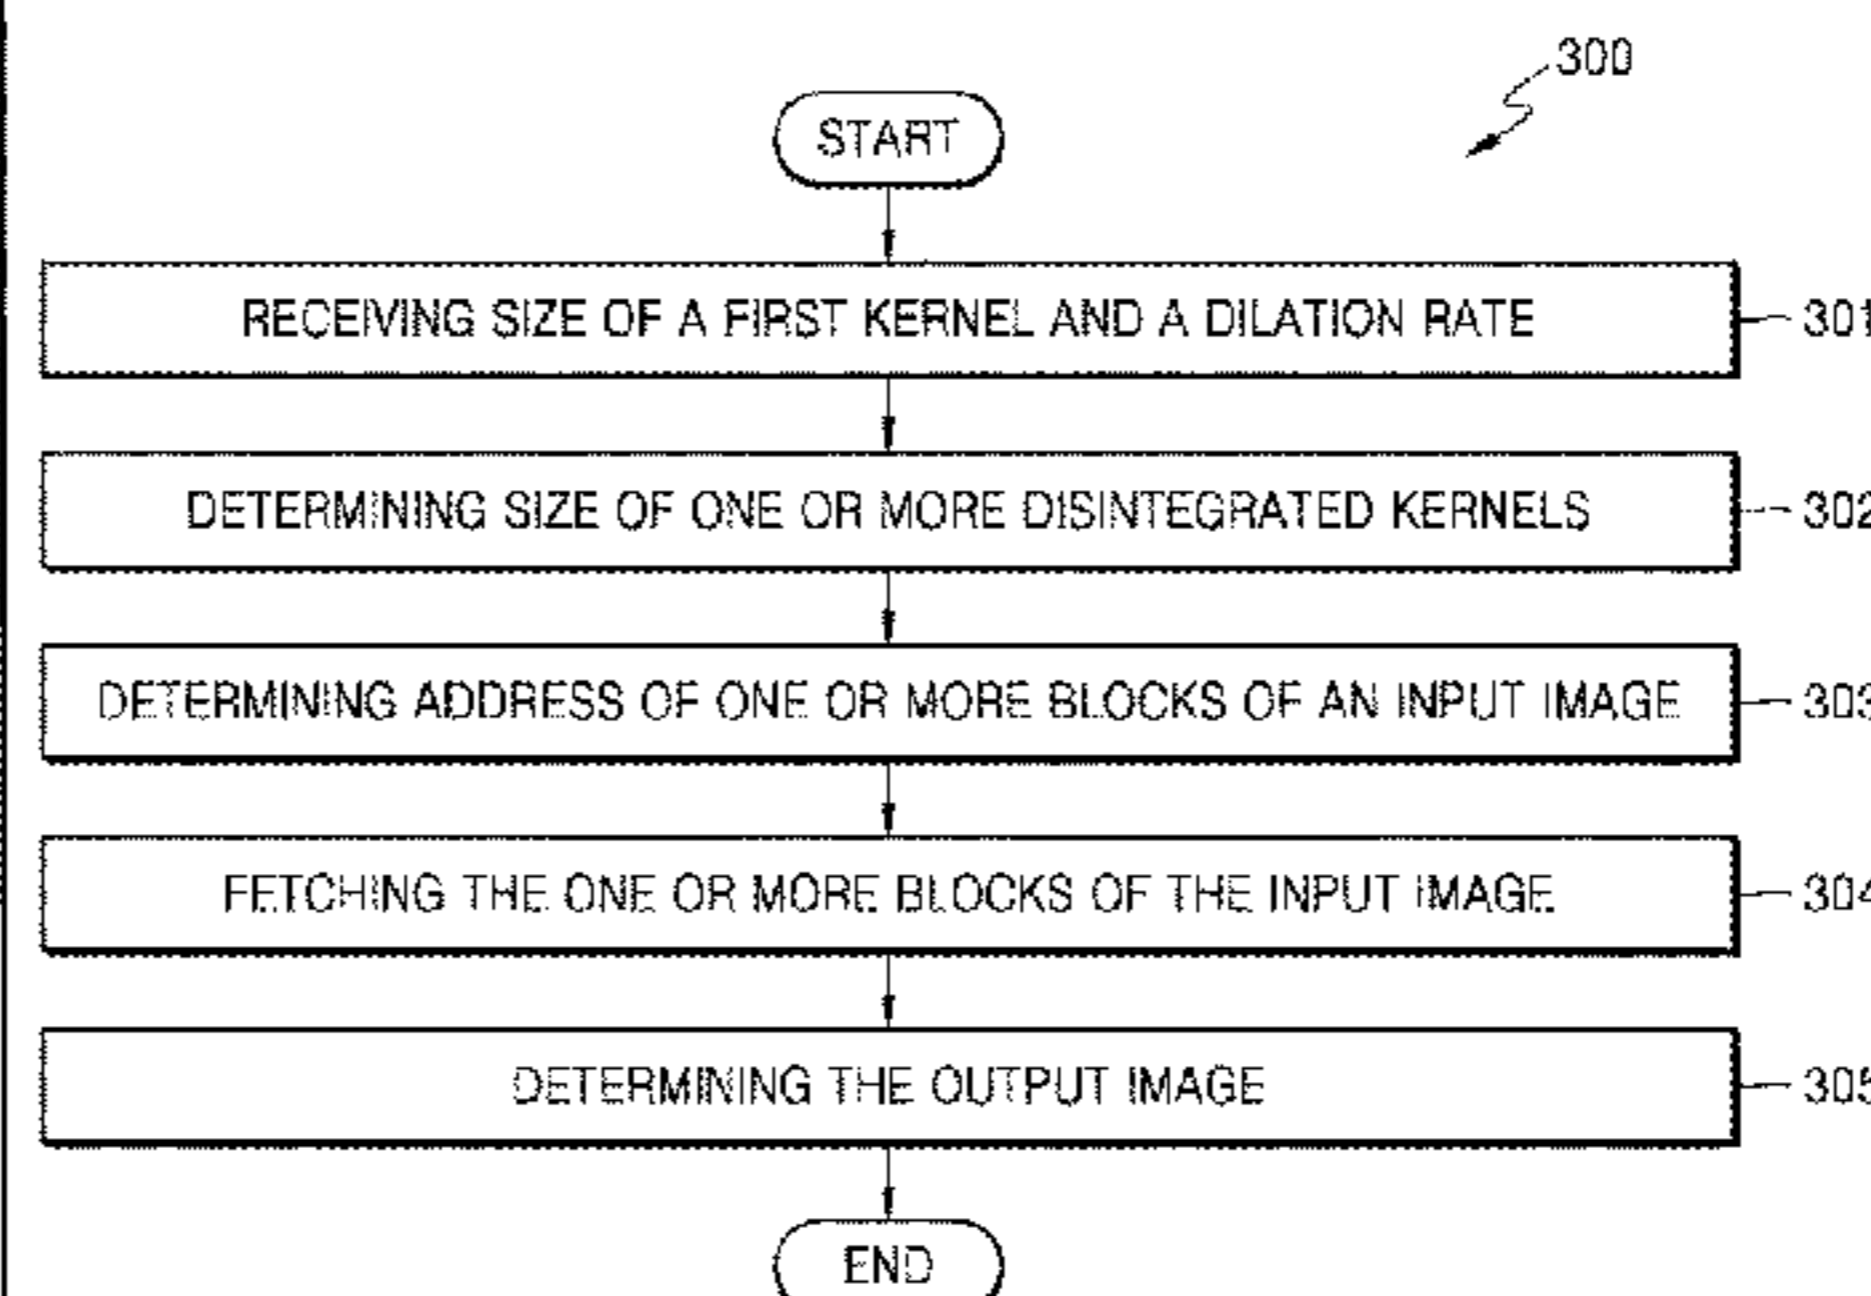 300
START
RECEIVING SIZE OF A FIRST KERNEL AND A DILATION RATE
301
DETERMINING SIZE OF ONE OR MORE DISINTEGRATED KERNELS
302
DETERMINING ADDRESS OF ONE OR MORE BLOCKS OF AN INPUT IMAGE
303
FETCHING THE ONE OR MORE BLOCKS OF THE INPUT IMAGE
304
DETERMINING THE OUTPUT IMAGE
305
END